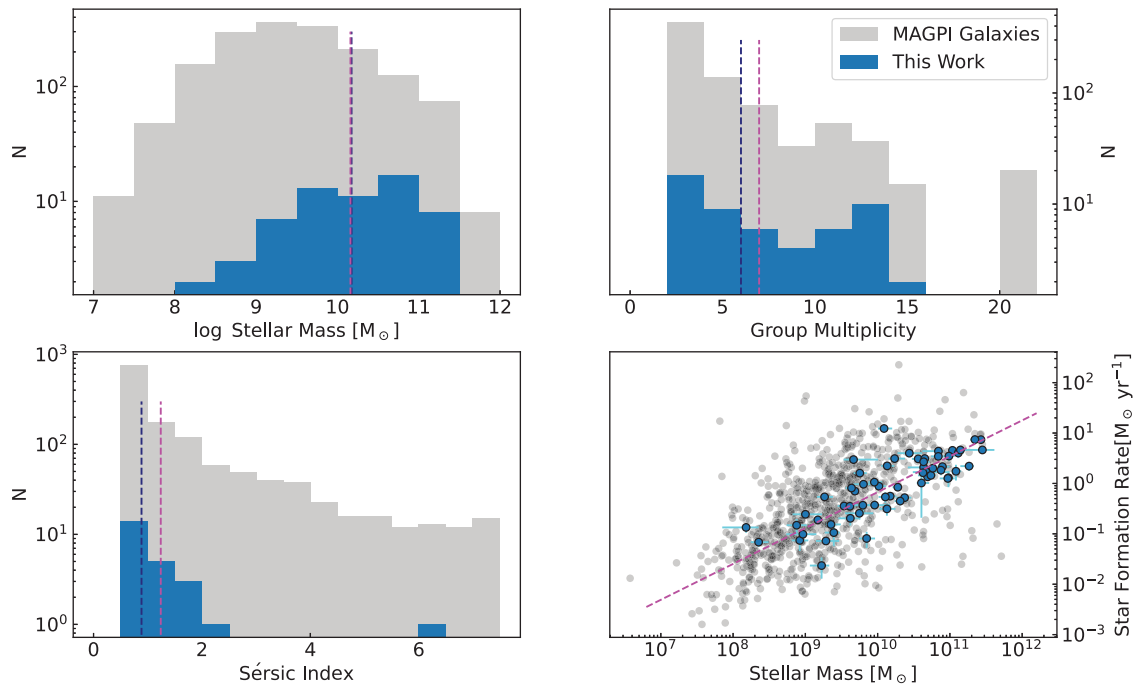 10²
10¹
N
7 8 9 10 11 12
log Stellar Mass [M⊙]
MAGPI Galaxies
This Work
10²
10¹
N
0 5 10 15 20
Group Multiplicity
10³
10²
10¹
10⁰
N
0 2 4 6
Sérsic Index
10²
10¹
10⁰
10⁻¹
10⁻²
10⁻³
Star Formation Rate[M⊙ yr⁻¹]
10⁷ 10⁸ 10⁹ 10¹⁰ 10¹¹ 10¹²
Stellar Mass [M⊙]